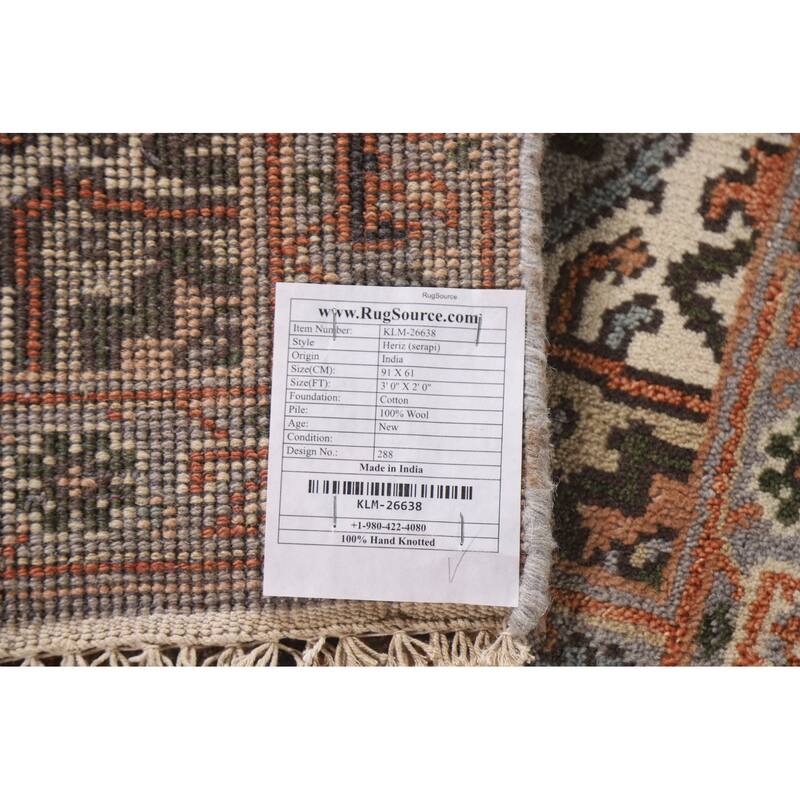 RugSource
www.RugSource.com
Item Number: KLM-26638
Style Heriz (serapi)
Origin India
Size(CM): 91 X 61
Size(FT): 3' 0" X 2' 0"
Foundation: Cotton
Pile: 100% Wool
Age: New
Condition:
Design No.: 288
Made in India
KLM-26638
+1-980-422-4080
100% Hand Knotted